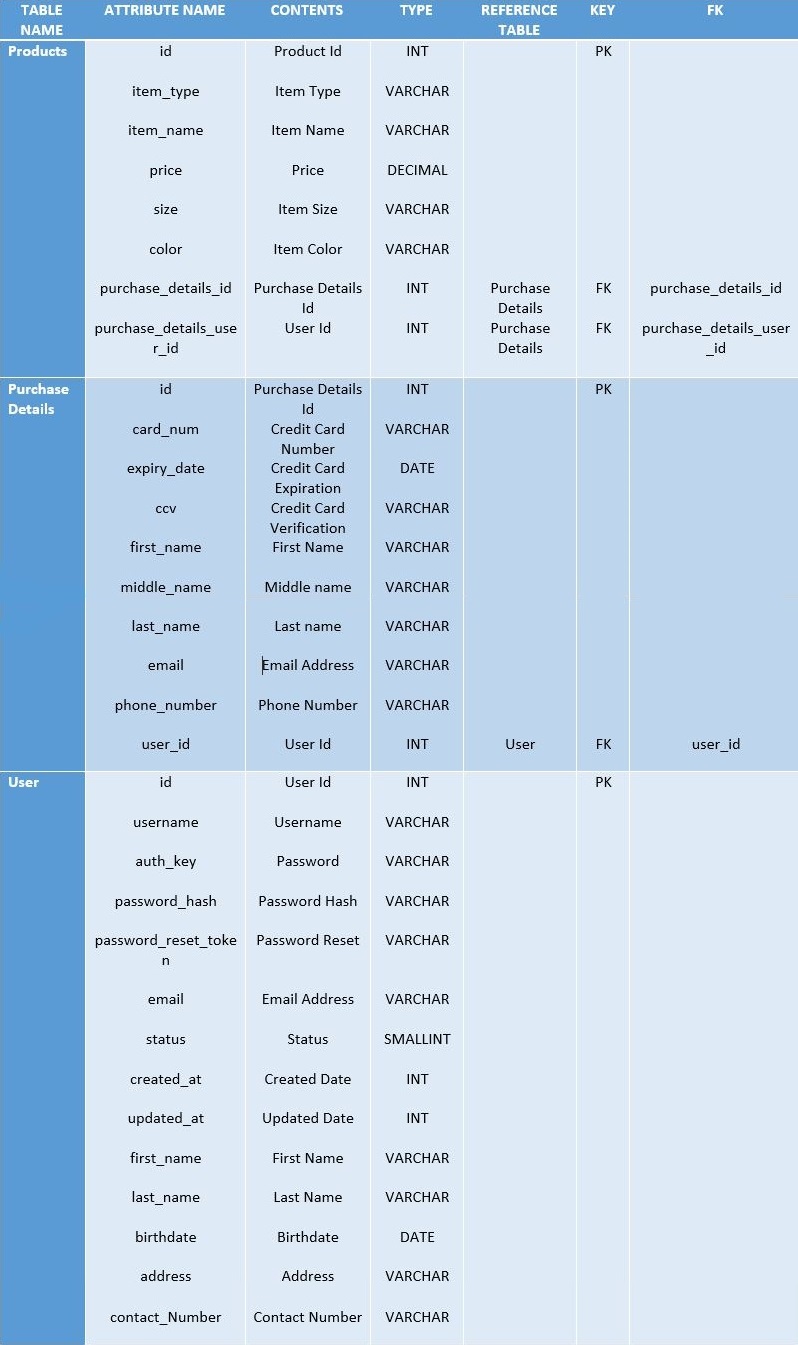 TABLE NAME ATTRIBUTE NAME CONTENTS TYPE REFERENCE TABLE KEY FK
Products id Product Id INT PK
item_type Item Type VARCHAR
item_name Item Name VARCHAR
price Price DECIMAL
size Item Size VARCHAR
color Item Color VARCHAR
purchase_details_id Purchase Details Id INT Purchase Details FK purchase_details_id
purchase_details_user_id User Id INT Purchase Details FK purchase_details_user_id
Purchase Details id Purchase Details Id INT PK
card_num Credit Card Number VARCHAR
expiry_date Credit Card Expiration DATE
ccv Credit Card Verification VARCHAR
first_name First Name VARCHAR
middle_name Middle name VARCHAR
last_name Last name VARCHAR
email Email Address VARCHAR
phone_number Phone Number VARCHAR
user_id User Id INT User FK user_id
User id User Id INT PK
username Username VARCHAR
auth_key Password VARCHAR
password_hash Password Hash VARCHAR
password_reset_token Password Reset VARCHAR
email Email Address VARCHAR
status Status SMALLINT
created_at Created Date INT
updated_at Updated Date INT
first_name First Name VARCHAR
last_name Last Name VARCHAR
birthdate Birthdate DATE
address Address VARCHAR
contact_Number Contact Number VARCHAR